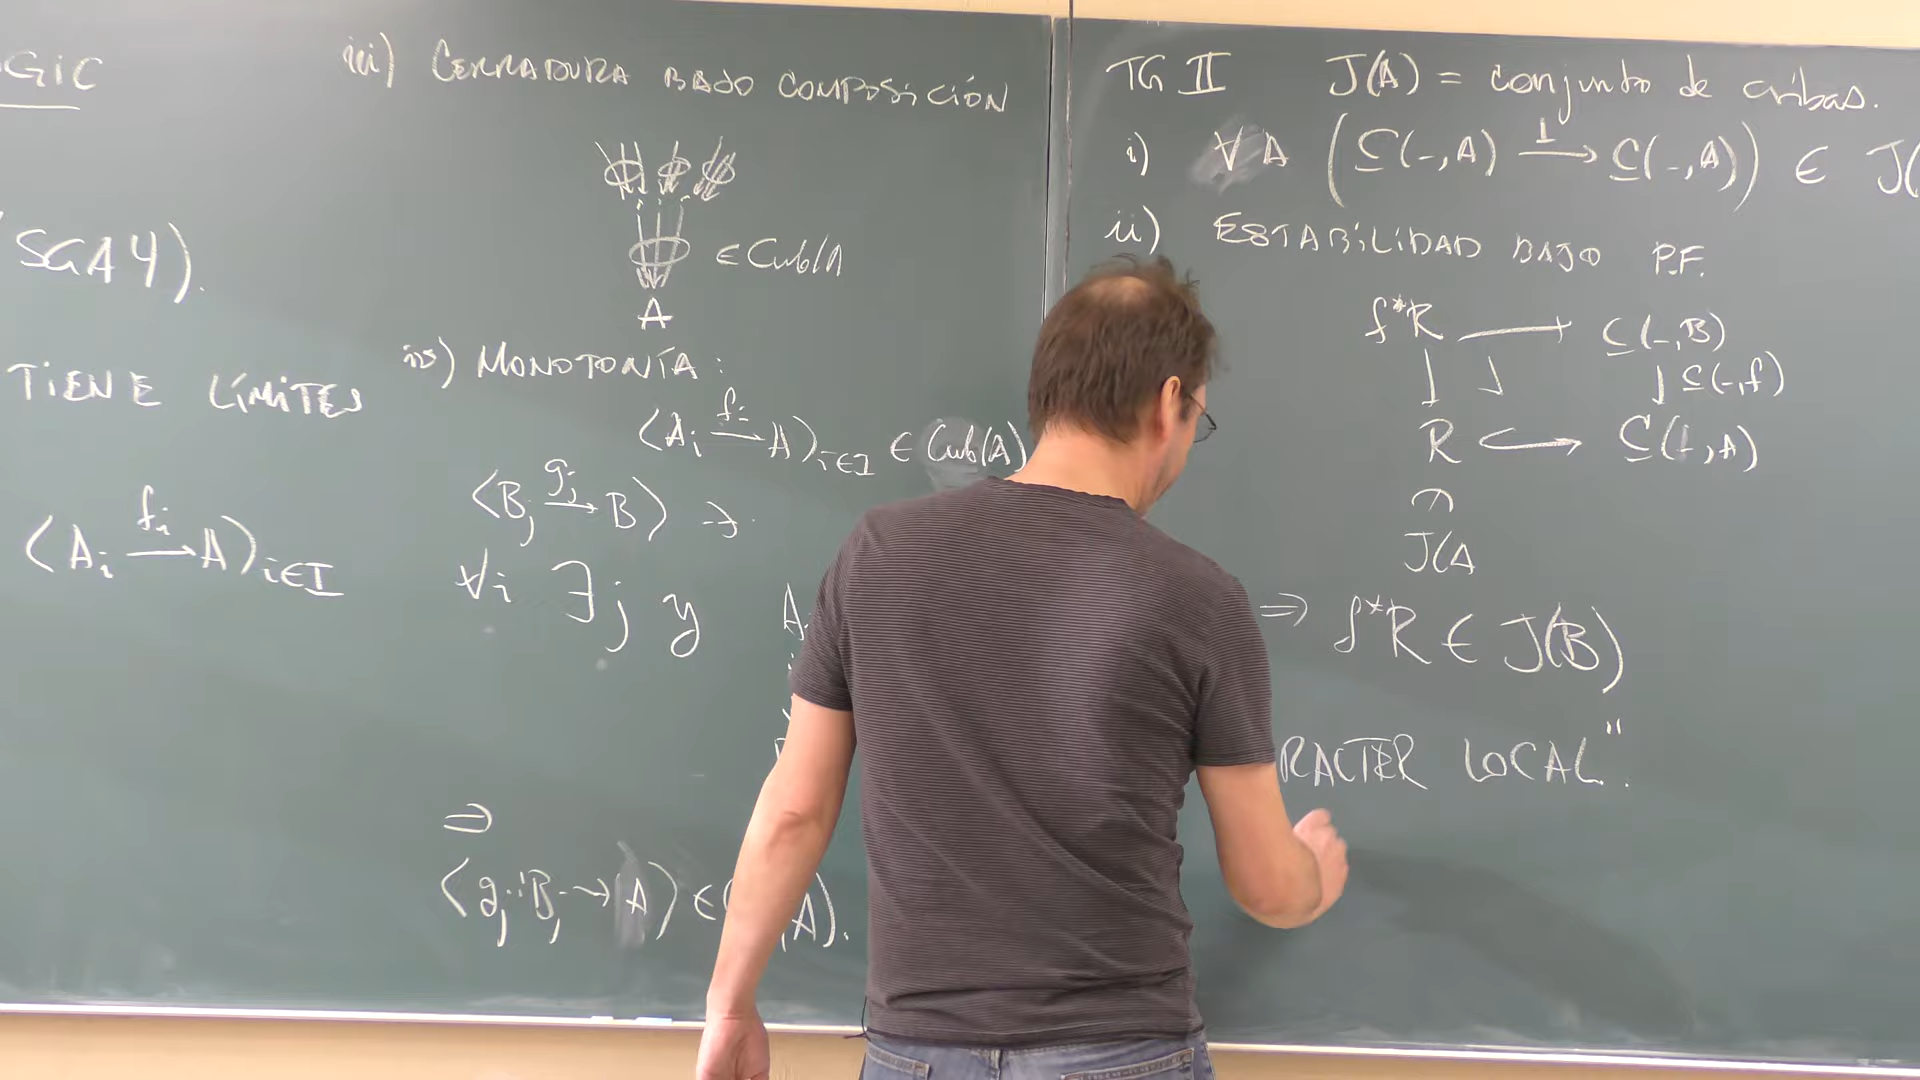 GIC
SGA4).
TIENE LÍMITES
⟨A_i --f_i--> A⟩_{i∈I}
iii) CERRADURA BAJO COMPOSICIÓN
∈ Cub(A
A
iv) MONOTONÍA:
⟨A_i --f_i--> A⟩_{i∈I} ∈ Cub(A)
⟨B_j --g_j--> B⟩ ∋·
∀i ∃j y A
⇒
⟨g_j: B_j → A⟩ ∈ A).
TG II J(A) = conjunto de cribas.
i) ∀A (C(-,A) --1--> C(-,A)) ∈ J(
ii) ESTABILIDAD BAJO P.F.
f*R → C(-,B)
↓ C(-,f)
R ↪ C(-,A)
J(A
⇒ f*R ∈ J(B)
RACTER LOCAL".